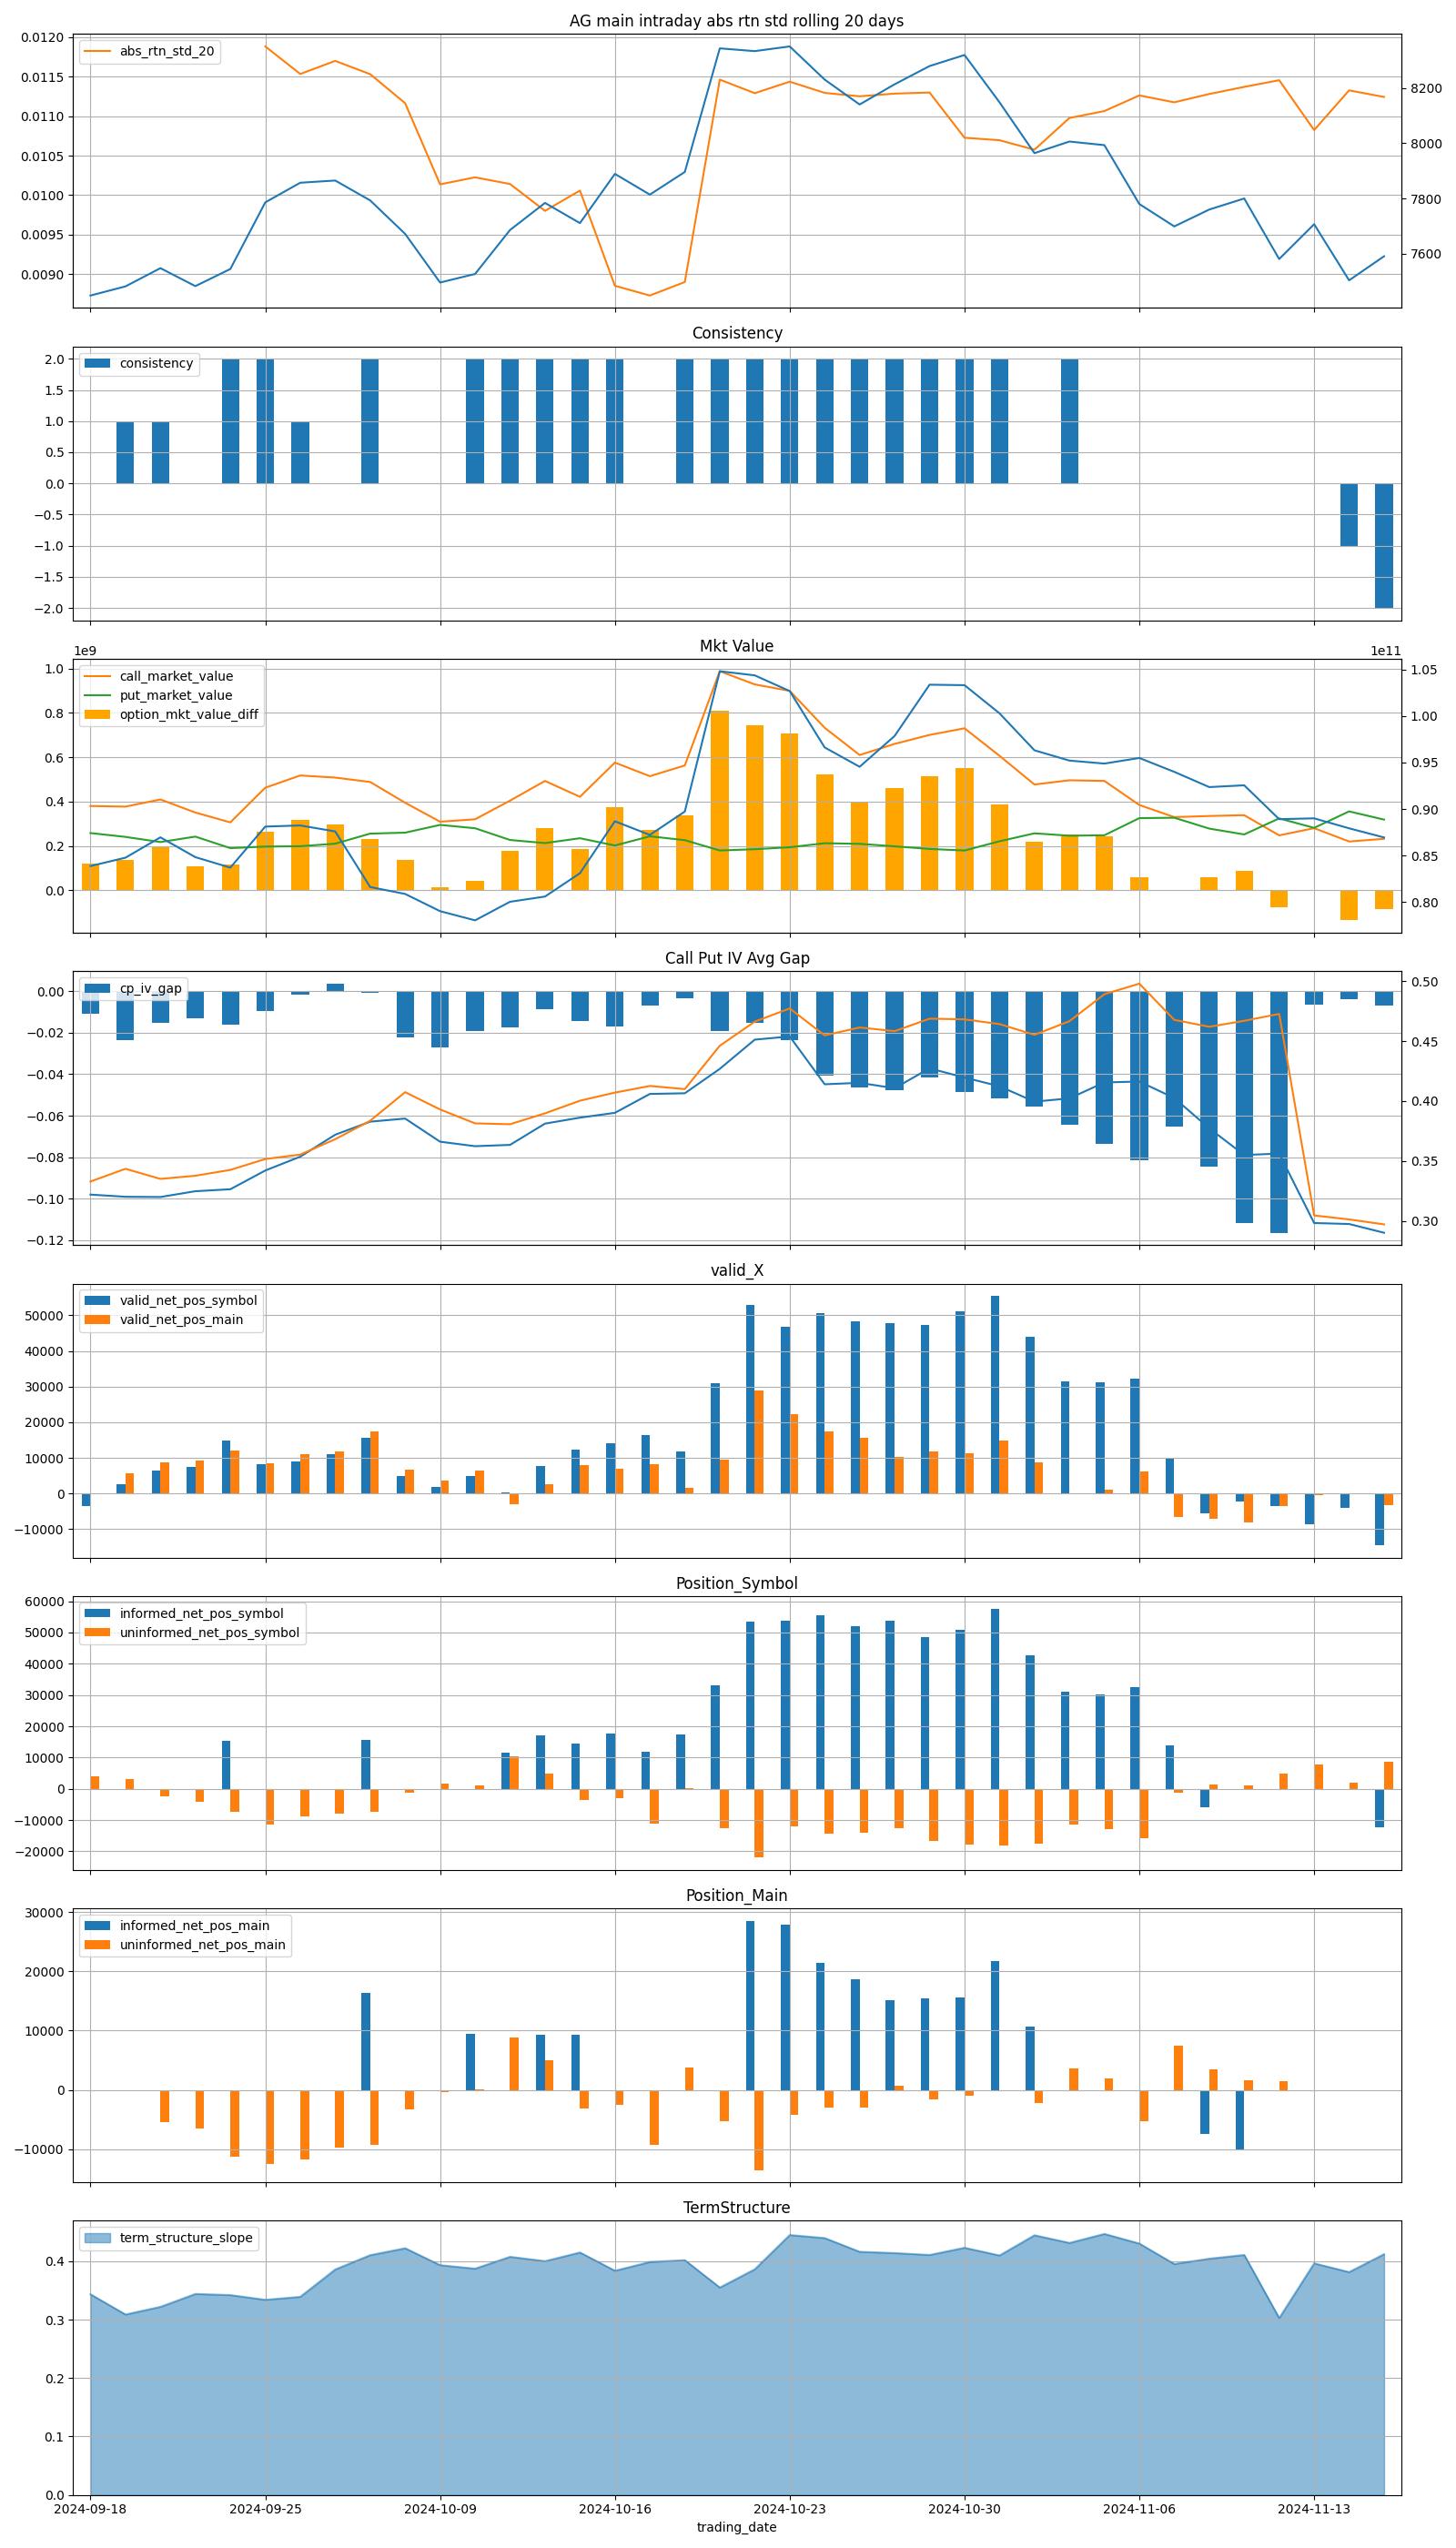 AG main intraday abs rtn std rolling 20 days
abs_rtn_std_20
0.0120
0.0115
0.0110
0.0105
0.0100
0.0095
0.0090
8200
8000
7800
7600
Consistency
consistency
2.0
1.5
1.0
0.5
0.0
−0.5
−1.0
−1.5
−2.0
Mkt Value
1e9
1e11
call_market_value
put_market_value
option_mkt_value_diff
1.0
0.8
0.6
0.4
0.2
0.0
1.05
1.00
0.95
0.90
0.85
0.80
Call Put IV Avg Gap
cp_iv_gap
0.00
−0.02
−0.04
−0.06
−0.08
−0.10
−0.12
0.50
0.45
0.40
0.35
0.30
valid_X
valid_net_pos_symbol
valid_net_pos_main
50000
40000
30000
20000
10000
0
−10000
Position_Symbol
informed_net_pos_symbol
uninformed_net_pos_symbol
60000
50000
40000
30000
20000
10000
0
−10000
−20000
Position_Main
informed_net_pos_main
uninformed_net_pos_main
30000
20000
10000
0
−10000
TermStructure
term_structure_slope
0.4
0.3
0.2
0.1
0.0
2024-09-18 2024-09-25 2024-10-09 2024-10-16 2024-10-23 2024-10-30 2024-11-06 2024-11-13
trading_date